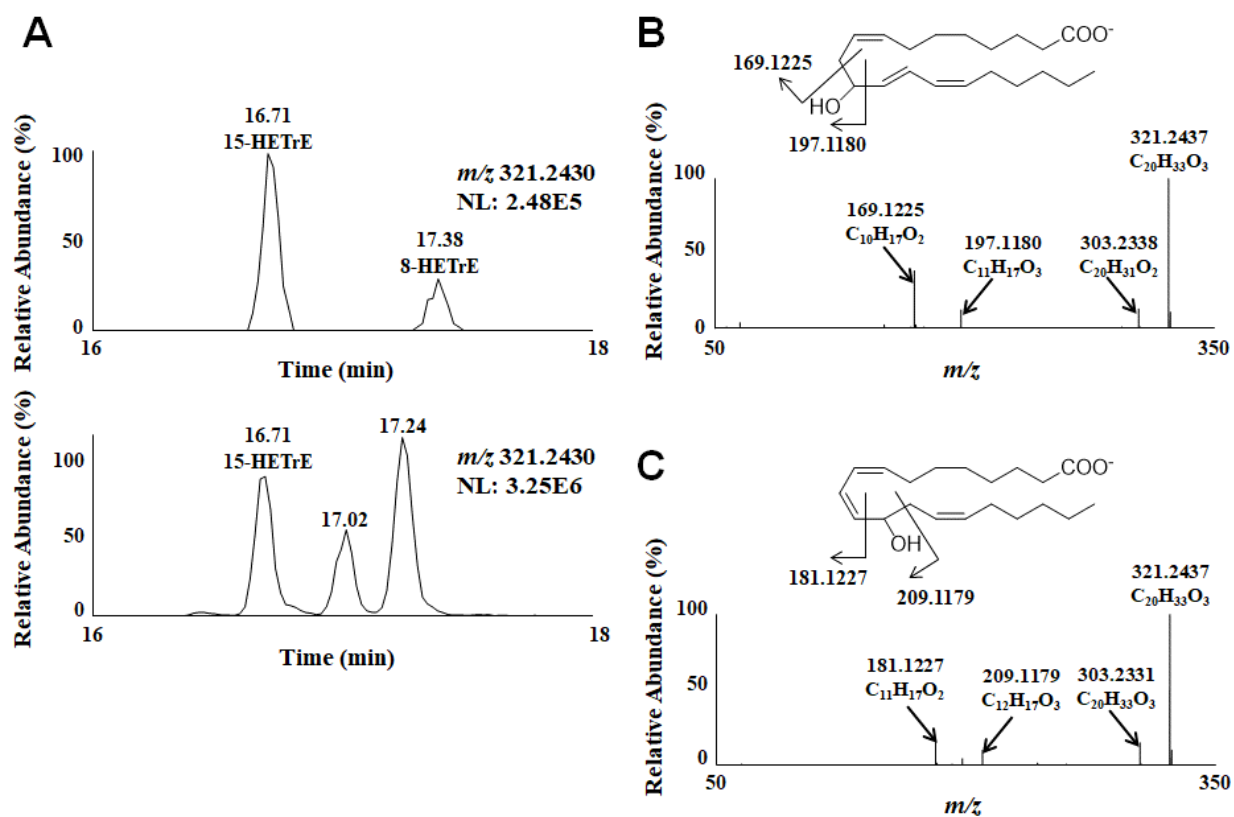 A
Relative Abundance (%)
100
50
0
16.71
15-HETrE
17.38
8-HETrE
m/z 321.2430
NL: 2.48E5
16
18
Time (min)
Relative Abundance (%)
100
50
0
16.71
15-HETrE
17.02
17.24
m/z 321.2430
NL: 3.25E6
16
18
Time (min)
B
COO⁻
169.1225
HO
197.1180
Relative Abundance (%)
100
50
0
169.1225
C₁₀H₁₇O₂
197.1180
C₁₁H₁₇O₃
303.2338
C₂₀H₃₁O₂
321.2437
C₂₀H₃₃O₃
50
350
m/z
C
COO⁻
OH
181.1227
209.1179
Relative Abundance (%)
100
50
0
181.1227
C₁₁H₁₇O₂
209.1179
C₁₂H₁₇O₃
303.2331
C₂₀H₃₃O₃
321.2437
C₂₀H₃₃O₃
50
350
m/z